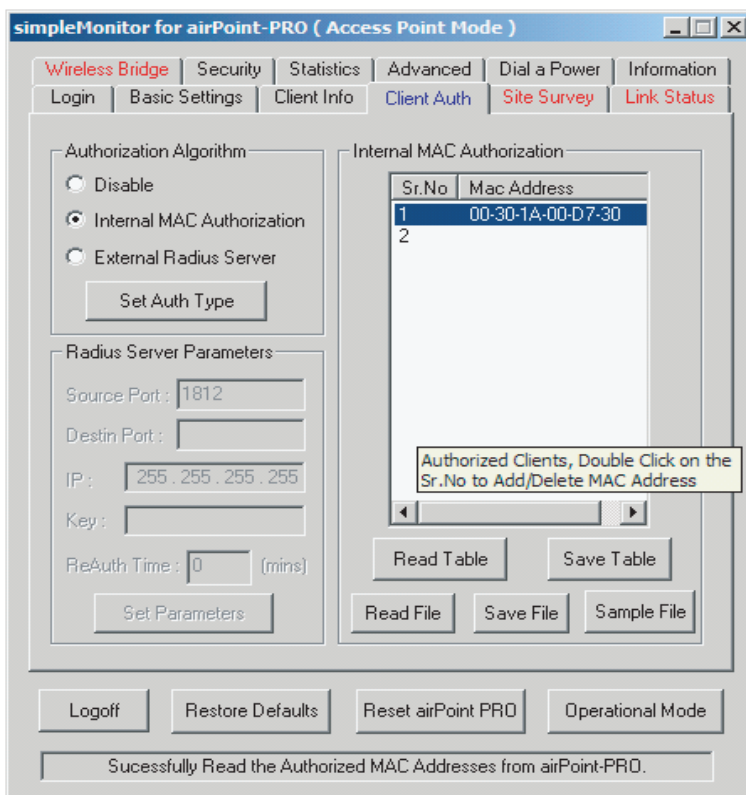 simpleMonitor for airPoint-PRO ( Access Point Mode )
Wireless Bridge Security Statistics Advanced Dial a Power Information
Login Basic Settings Client Info Client Auth Site Survey Link Status
Authorization Algorithm
Disable
Internal MAC Authorization
External Radius Server
Set Auth Type
Radius Server Parameters
Source Port : 1812
Destin Port :
IP : 255 . 255 . 255 . 255
Key :
ReAuth Time : 0 (mins)
Set Parameters
Internal MAC Authorization
Sr.No Mac Address
1 00-30-1A-00-D7-30
2
Authorized Clients, Double Click on the
Sr.No to Add/Delete MAC Address
Read Table Save Table
Read File Save File Sample File
Logoff Restore Defaults Reset airPoint PRO Operational Mode
Sucessfully Read the Authorized MAC Addresses from airPoint-PRO.